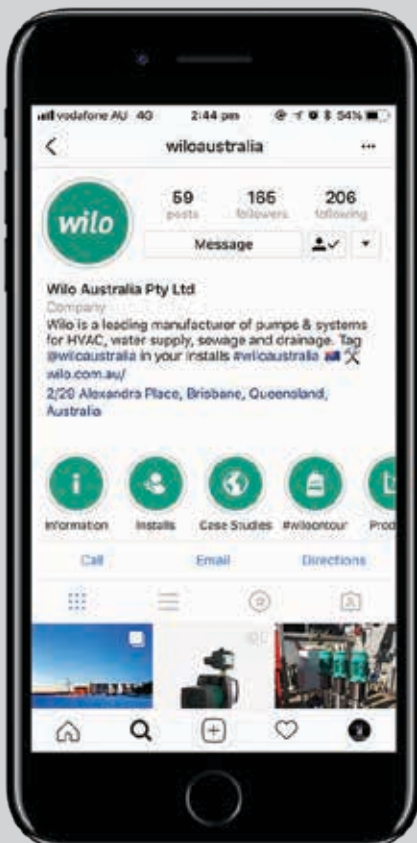 vodafone AU 4G 2:44 pm 54%
wiloaustralia
wilo
59 165 206
posts followers following
Message
Wilo Australia Pty Ltd
Company
Wilo is a leading manufacturer of pumps & systems
for HVAC, water supply, sewage and drainage. Tag
@wiloaustralia in your installs #wiloaustralia
wilo.com.au/
2/29 Alexandra Place, Brisbane, Queensland,
Australia
Information Installs Case Studies #wiloontour Prod
Call Email Directions